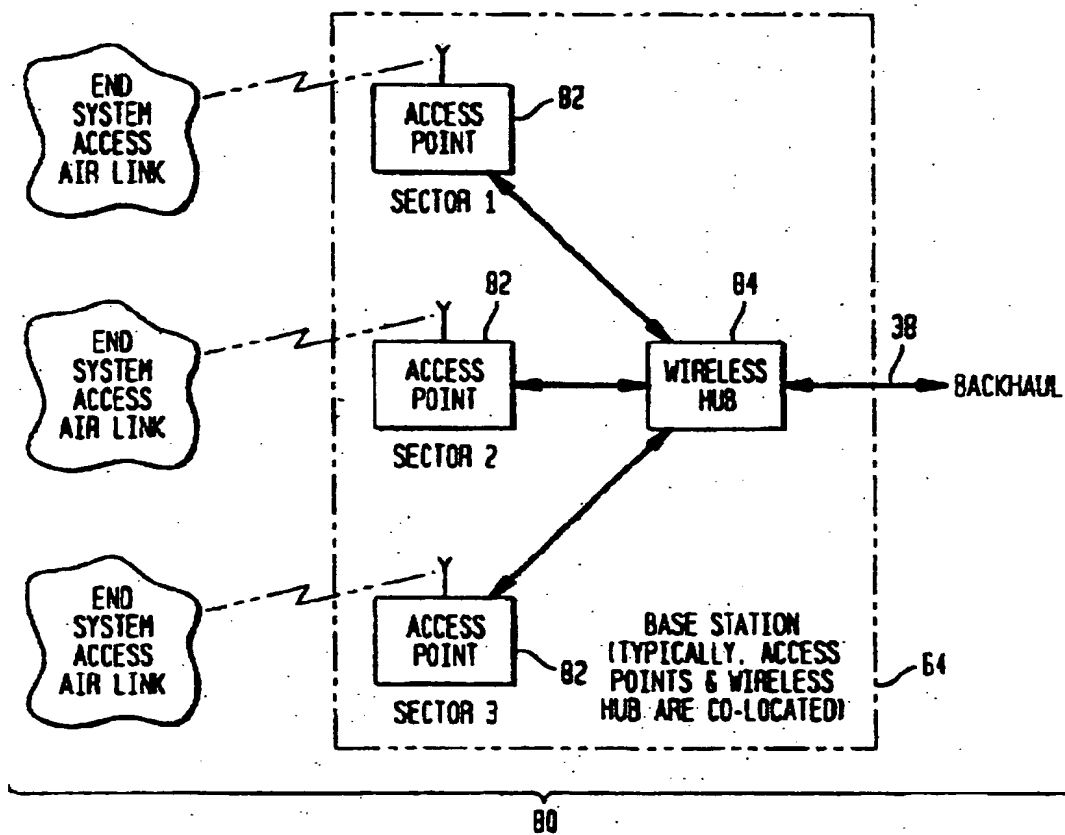 END
SYSTEM
ACCESS
AIR LINK
ACCESS
POINT
82
SECTOR 1
END
SYSTEM
ACCESS
AIR LINK
ACCESS
POINT
82
SECTOR 2
WIRELESS
HUB
84
38
BACKHAUL
END
SYSTEM
ACCESS
AIR LINK
ACCESS
POINT
82
SECTOR 3
BASE STATION
(TYPICALLY, ACCESS
POINTS & WIRELESS
HUB ARE CO-LOCATED)
64
80